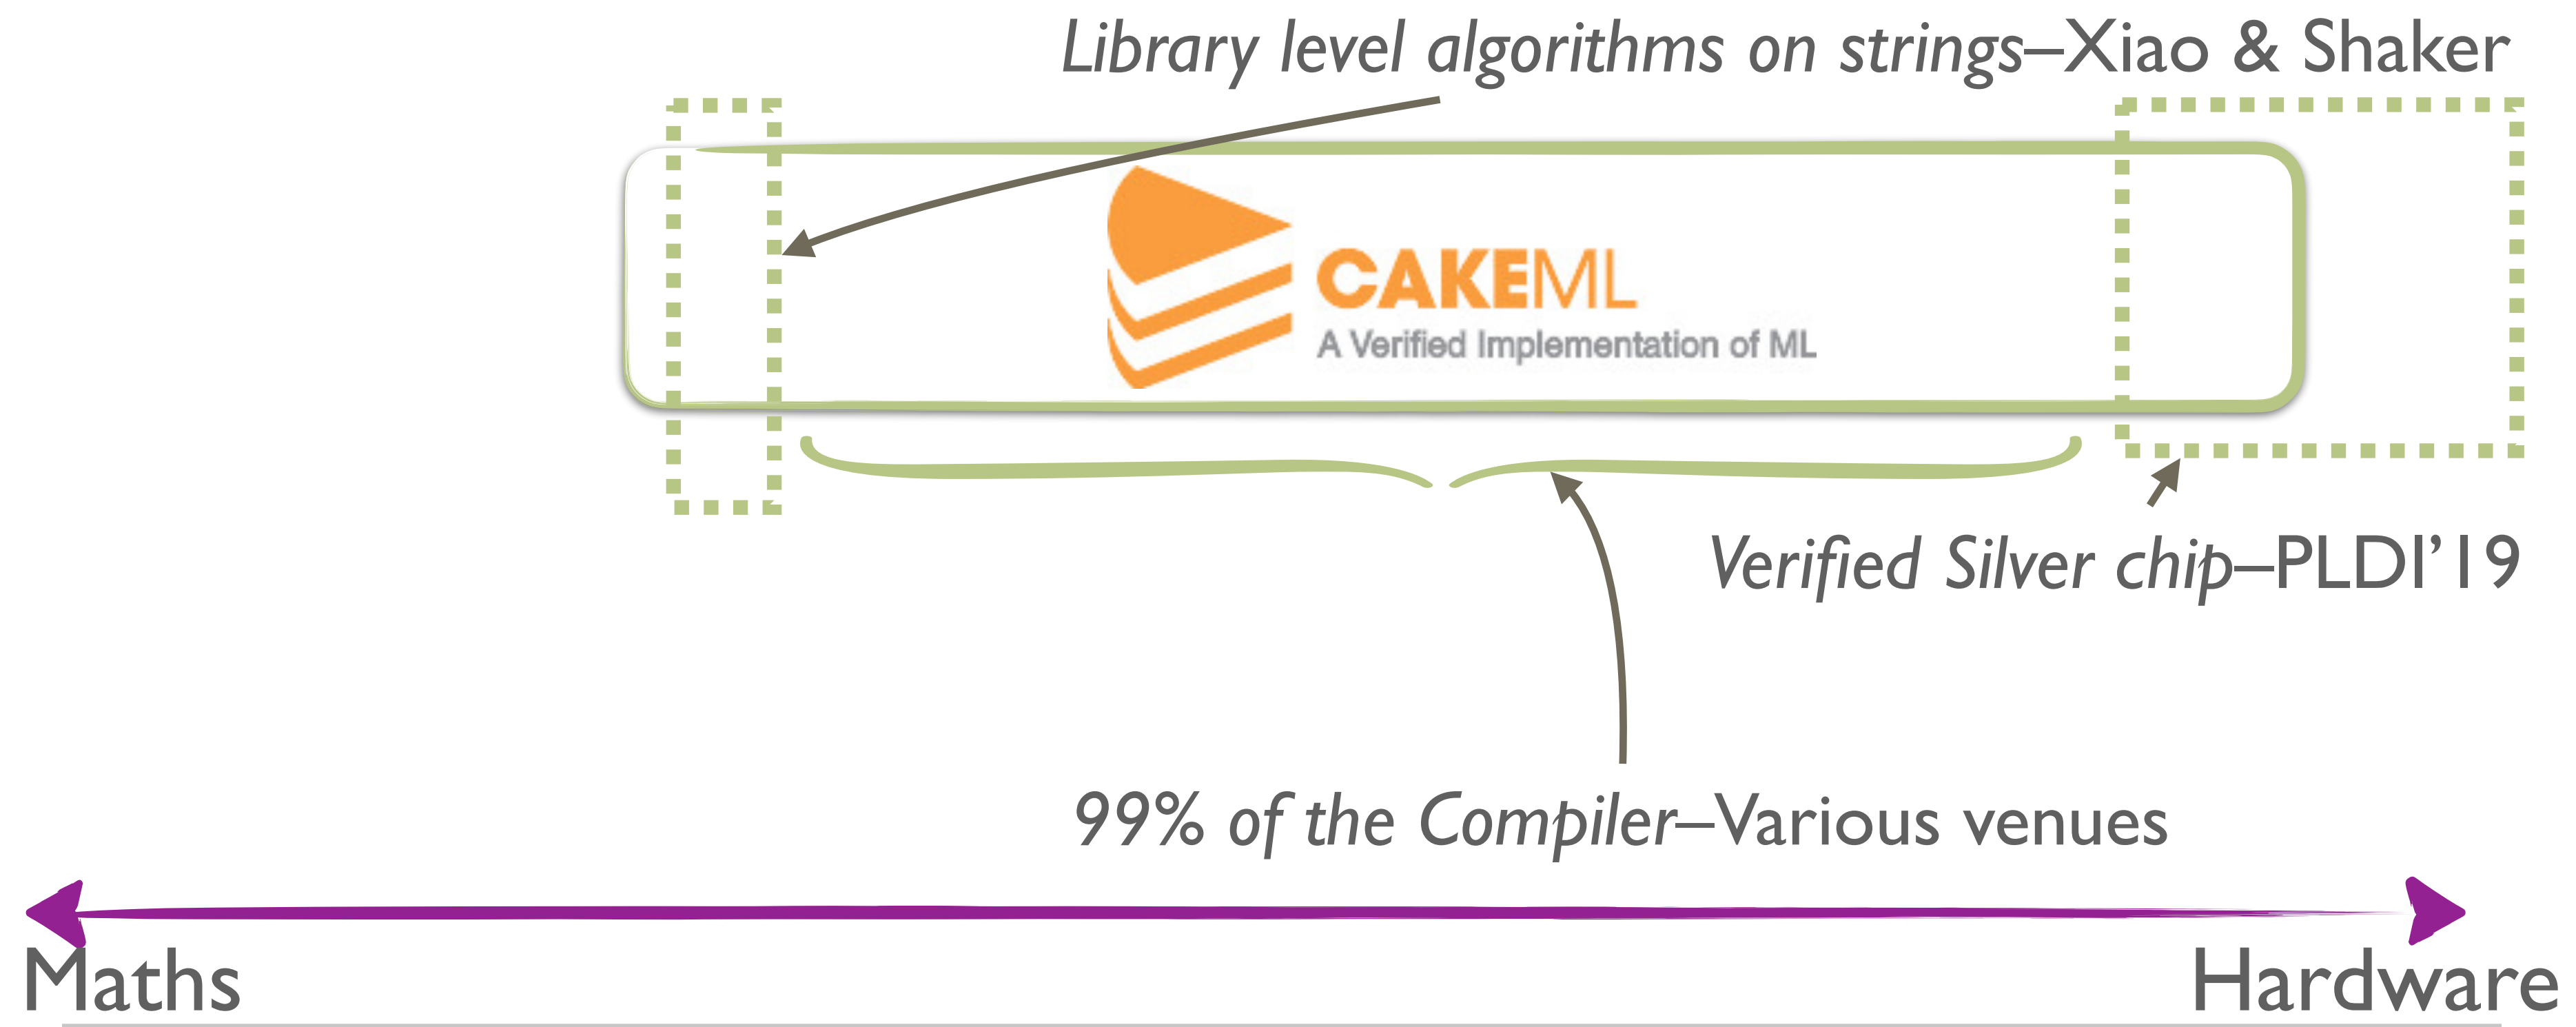 Library level algorithms on strings–Xiao & Shaker
CAKEML
A Verified Implementation of ML
Verified Silver chip–PLDI’19
99% of the Compiler–Various venues
Maths
Hardware